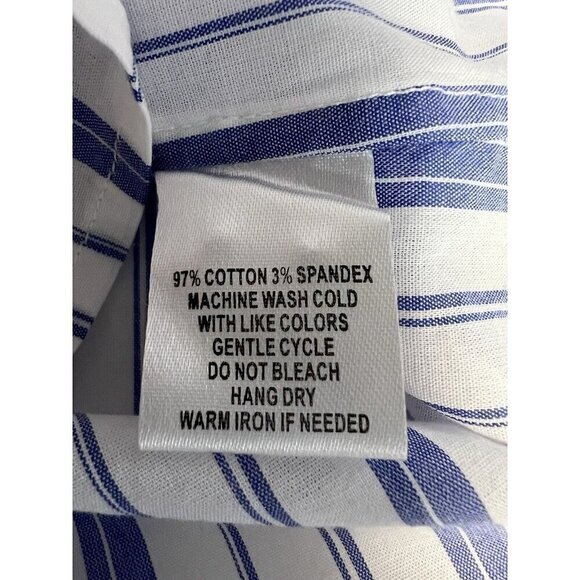 97% COTTON 3% SPANDEX
MACHINE WASH COLD
WITH LIKE COLORS
GENTLE CYCLE
DO NOT BLEACH
HANG DRY
WARM IRON IF NEEDED